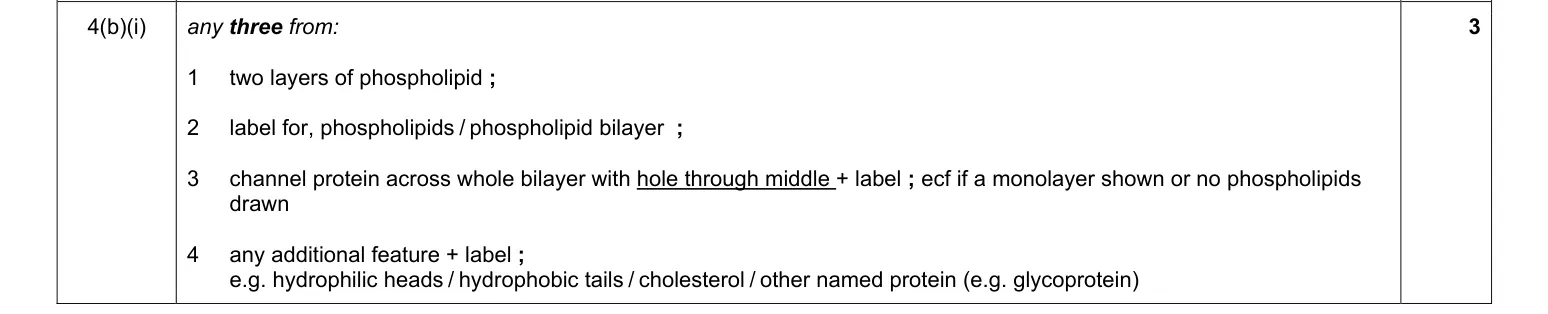 4(b)(i) any three from: 3
1 two layers of phospholipid ;
2 label for, phospholipids / phospholipid bilayer ;
3 channel protein across whole bilayer with hole through middle + label ; ecf if a monolayer shown or no phospholipids
drawn
4 any additional feature + label ;
e.g. hydrophilic heads / hydrophobic tails / cholesterol / other named protein (e.g. glycoprotein)